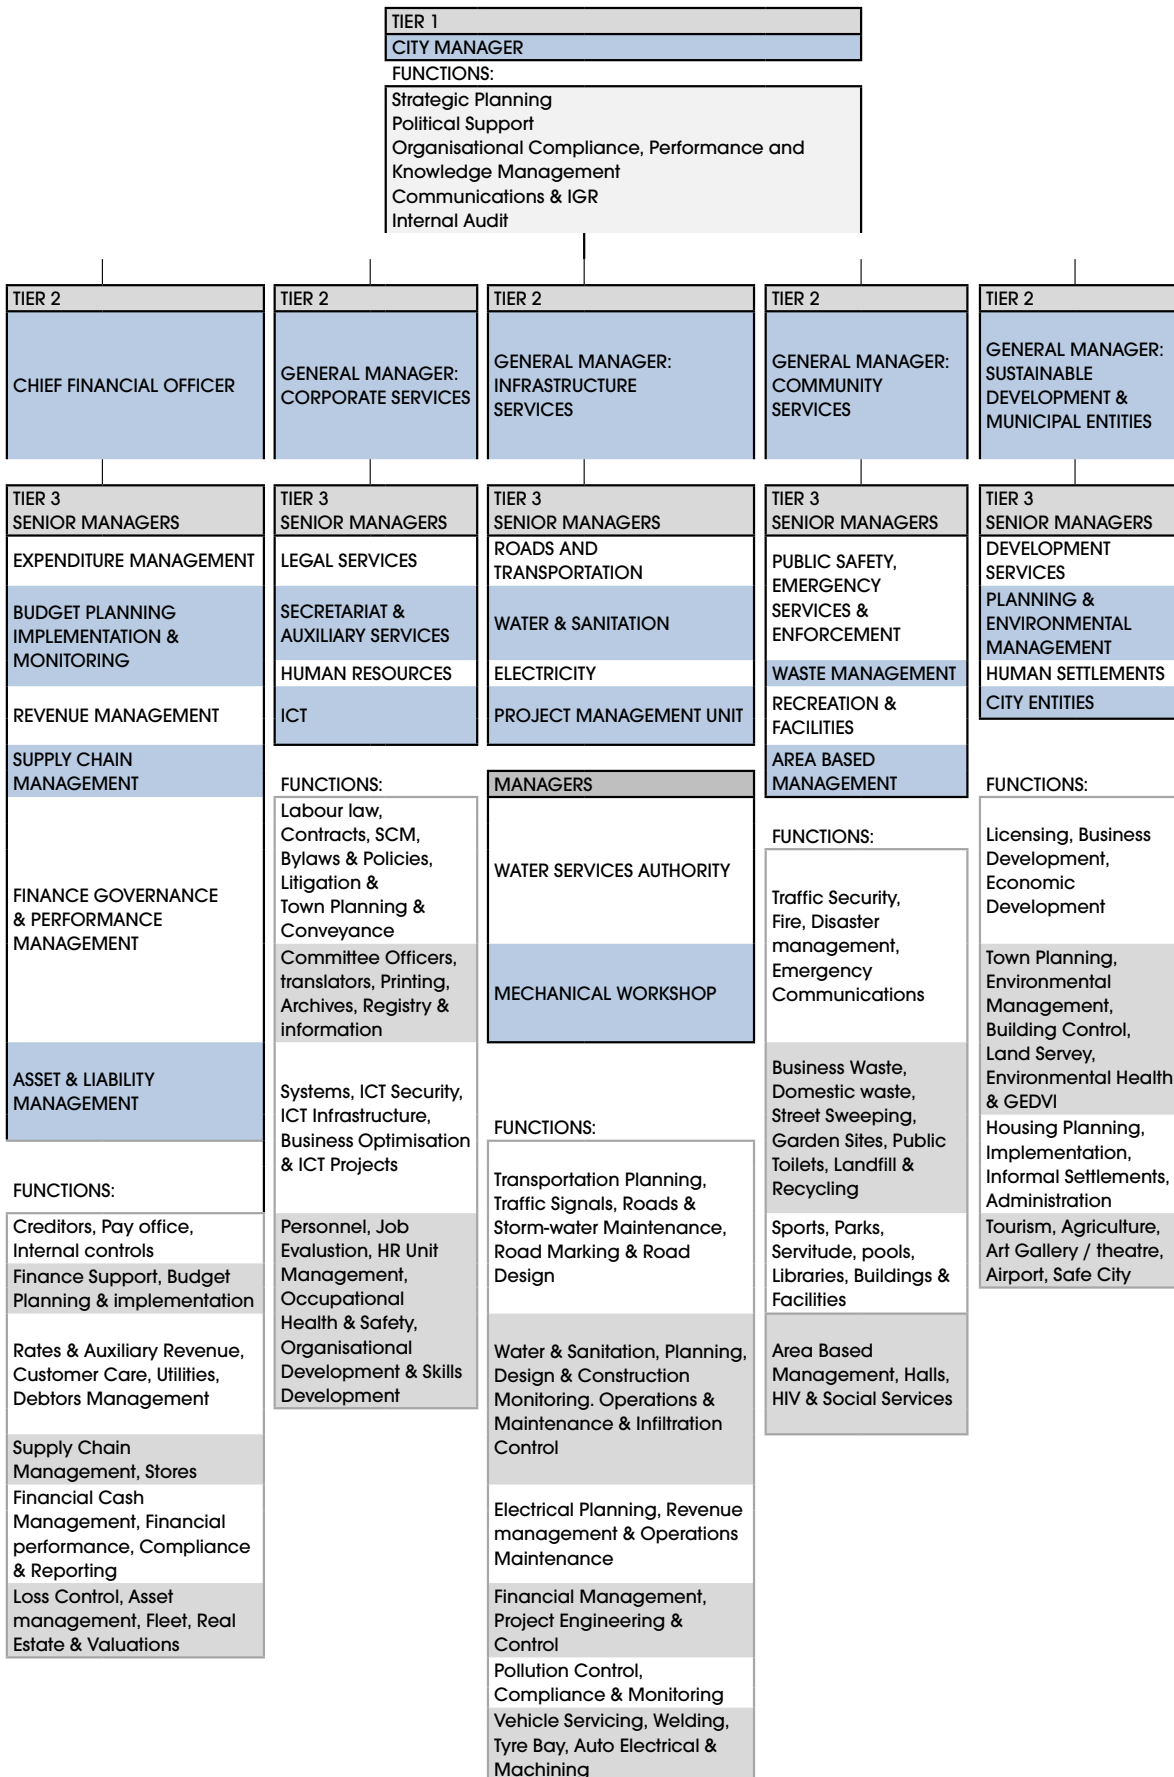 TIER 1
CITY MANAGER
FUNCTIONS:
Strategic Planning
Political Support
Organisational Compliance, Performance and
Knowledge Management
Communications & IGR
Internal Audit
TIER 2
CHIEF FINANCIAL OFFICER
TIER 3
SENIOR MANAGERS
EXPENDITURE MANAGEMENT
BUDGET PLANNING
IMPLEMENTATION &
MONITORING
REVENUE MANAGEMENT
SUPPLY CHAIN
MANAGEMENT
FINANCE GOVERNANCE
& PERFORMANCE
MANAGEMENT
ASSET & LIABILITY
MANAGEMENT
FUNCTIONS:
Creditors, Pay office,
Internal controls
Finance Support, Budget
Planning & implementation
Rates & Auxiliary Revenue,
Customer Care, Utilities,
Debtors Management
Supply Chain
Management, Stores
Financial Cash
Management, Financial
performance, Compliance
& Reporting
Loss Control, Asset
management, Fleet, Real
Estate & Valuations
TIER 2
GENERAL MANAGER:
CORPORATE SERVICES
TIER 3
SENIOR MANAGERS
LEGAL SERVICES
SECRETARIAT &
AUXILIARY SERVICES
HUMAN RESOURCES
ICT
FUNCTIONS:
Labour law,
Contracts, SCM,
Bylaws & Policies,
Litigation &
Town Planning &
Conveyance
Committee Officers,
translators, Printing,
Archives, Registry &
information
Systems, ICT Security,
ICT Infrastructure,
Business Optimisation
& ICT Projects
Personnel, Job
Evaluation, HR Unit
Management,
Occupational
Health & Safety,
Organisational
Development & Skills
Development
TIER 2
GENERAL MANAGER:
INFRASTRUCTURE
SERVICES
TIER 3
SENIOR MANAGERS
ROADS AND
TRANSPORTATION
WATER & SANITATION
ELECTRICITY
PROJECT MANAGEMENT UNIT
MANAGERS
WATER SERVICES AUTHORITY
MECHANICAL WORKSHOP
FUNCTIONS:
Transportation Planning,
Traffic Signals, Roads &
Storm-water Maintenance,
Road Marking & Road
Design
Water & Sanitation, Planning,
Design & Construction
Monitoring. Operations &
Maintenance & Infiltration
Control
Electrical Planning, Revenue
management & Operations
Maintenance
Financial Management,
Project Engineering &
Control
Pollution Control,
Compliance & Monitoring
Vehicle Servicing, Welding,
Tyre Bay, Auto Electrical &
Machining
TIER 2
GENERAL MANAGER:
COMMUNITY
SERVICES
TIER 3
SENIOR MANAGERS
PUBLIC SAFETY,
EMERGENCY
SERVICES &
ENFORCEMENT
WASTE MANAGEMENT
RECREATION &
FACILITIES
AREA BASED
MANAGEMENT
FUNCTIONS:
Traffic Security,
Fire, Disaster
management,
Emergency
Communications
Business Waste,
Domestic waste,
Street Sweeping,
Garden Sites, Public
Toilets, Landfill &
Recycling
Sports, Parks,
Servitude, pools,
Libraries, Buildings &
Facilities
Area Based
Management, Halls,
HIV & Social Services
TIER 2
GENERAL MANAGER:
SUSTAINABLE
DEVELOPMENT &
MUNICIPAL ENTITIES
TIER 3
SENIOR MANAGERS
DEVELOPMENT
SERVICES
PLANNING &
ENVIRONMENTAL
MANAGEMENT
HUMAN SETTLEMENTS
CITY ENTITIES
FUNCTIONS:
Licensing, Business
Development,
Economic
Development
Town Planning,
Environmental
Management,
Building Control,
Land Servey,
Environmental Health
& GEDVI
Housing Planning,
Implementation,
Informal Settlements,
Administration
Tourism, Agriculture,
Art Gallery / theatre,
Airport, Safe City